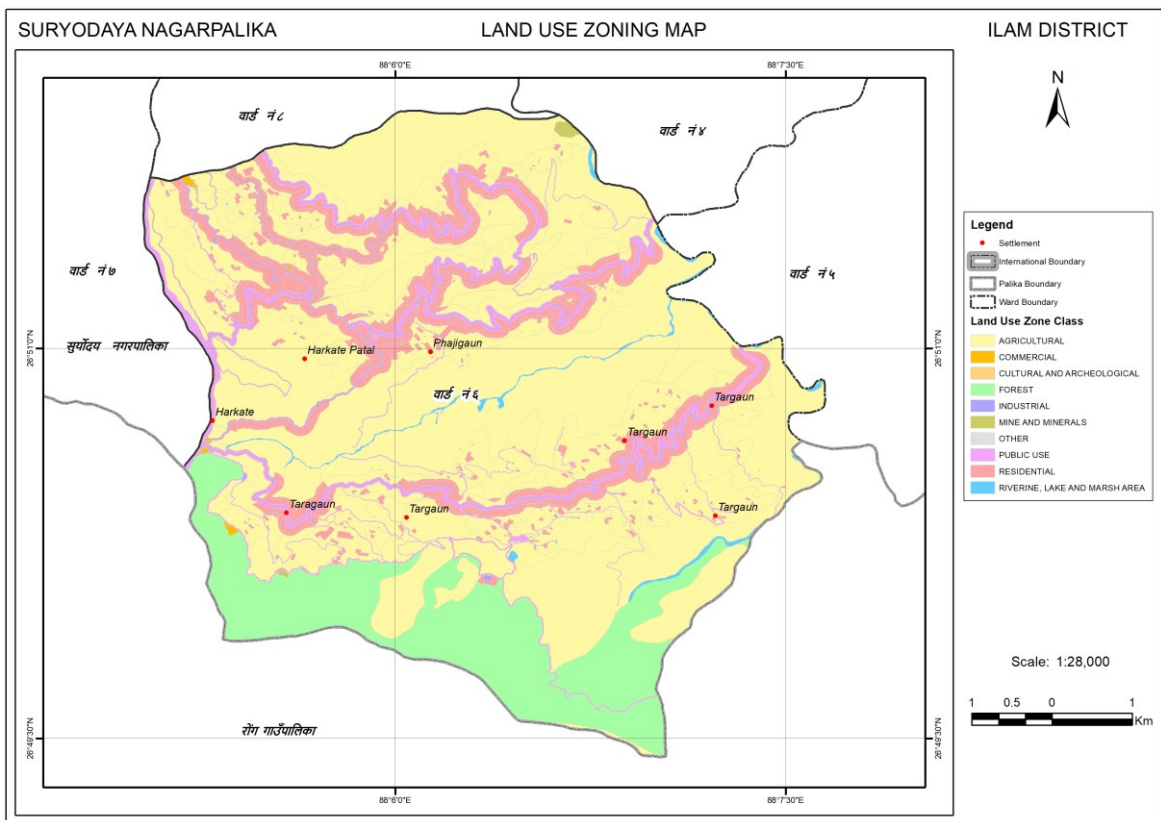 SURYODAYA NAGARPALIKA
LAND USE ZONING MAP
ILAM DISTRICT
88°6'0"E
88°7'30"E
N
वार्ड नं ८
वार्ड नं ४
वार्ड नं ७
वार्ड नं ५
26°51'0"N
सुर्योदय नगरपालिका
Harkate Patal
Phajigaun
26°51'0"N
वार्ड नं ६
Harkate
Targaun
Targaun
Taragaun
Targaun
Targaun
रोंग गाउँपालिका
26°49'30"N
26°49'30"N
88°6'0"E
88°7'30"E
Legend
Settlement
International Boundary
Palika Boundary
Ward Boundary
Land Use Zone Class
AGRICULTURAL
COMMERCIAL
CULTURAL AND ARCHEOLOGICAL
FOREST
INDUSTRIAL
MINE AND MINERALS
OTHER
PUBLIC USE
RESIDENTIAL
RIVERINE, LAKE AND MARSH AREA
Scale: 1:28,000
1 0.5 0 1
Km